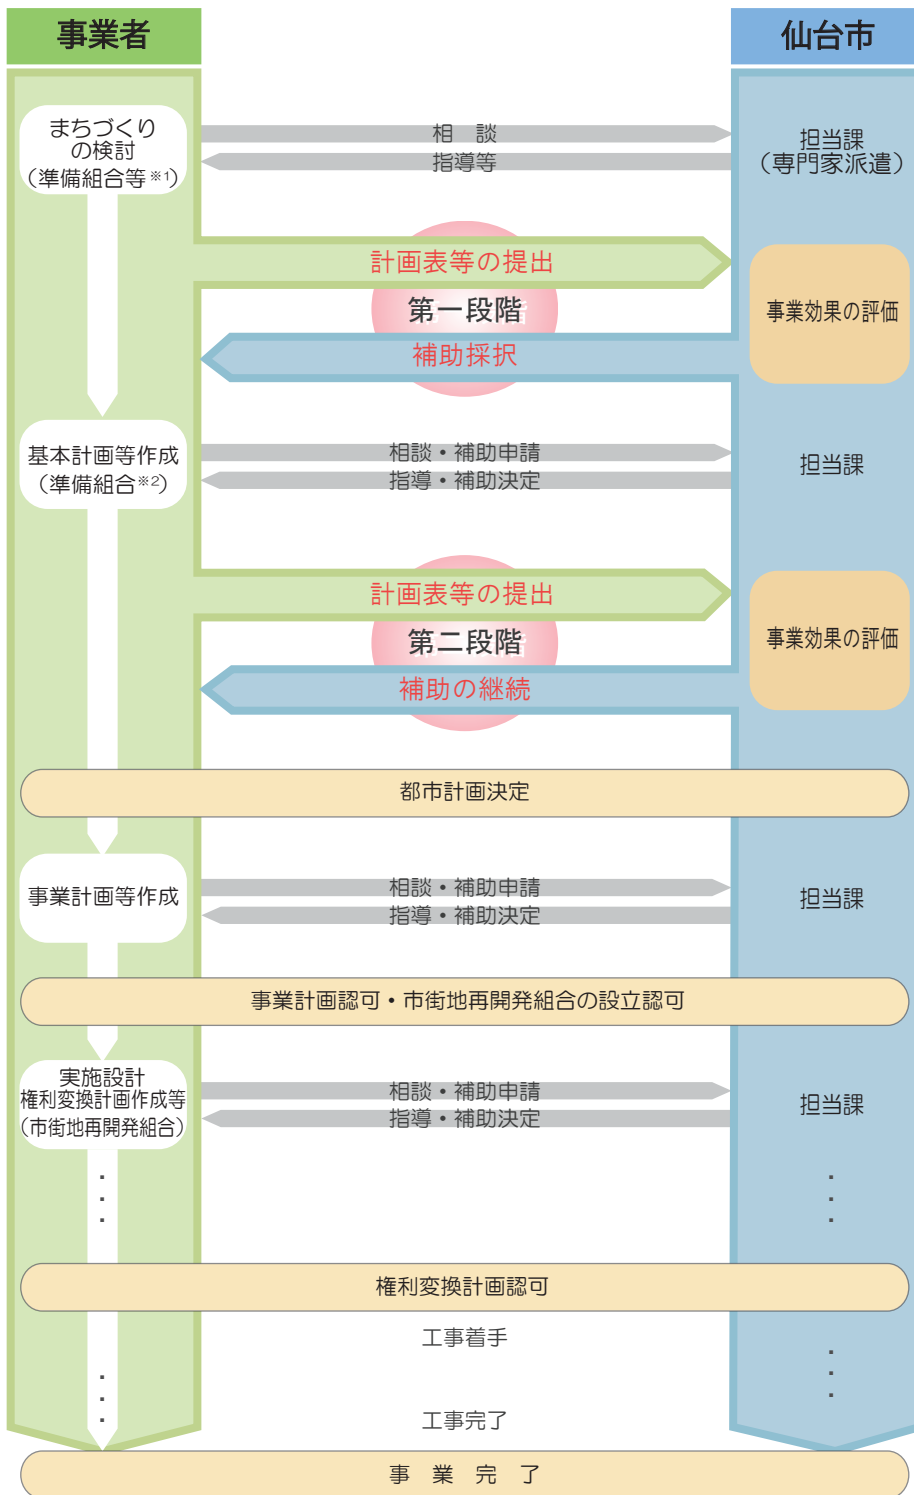 事業者
仙台市
まちづくり
の検討
(準備組合等※1)
相　談
指導等
担当課
(専門家派遣)
計画表等の提出
第一段階
補助採択
事業効果の評価
基本計画等作成
(準備組合※2)
相談・補助申請
指導・補助決定
担当課
計画表等の提出
第二段階
補助の継続
事業効果の評価
都市計画決定
事業計画等作成
相談・補助申請
指導・補助決定
担当課
事業計画認可・市街地再開発組合の設立認可
実施設計
権利変換計画作成等
(市街地再開発組合)
相談・補助申請
指導・補助決定
担当課
権利変換計画認可
工事着手
工事完了
事　業　完　了